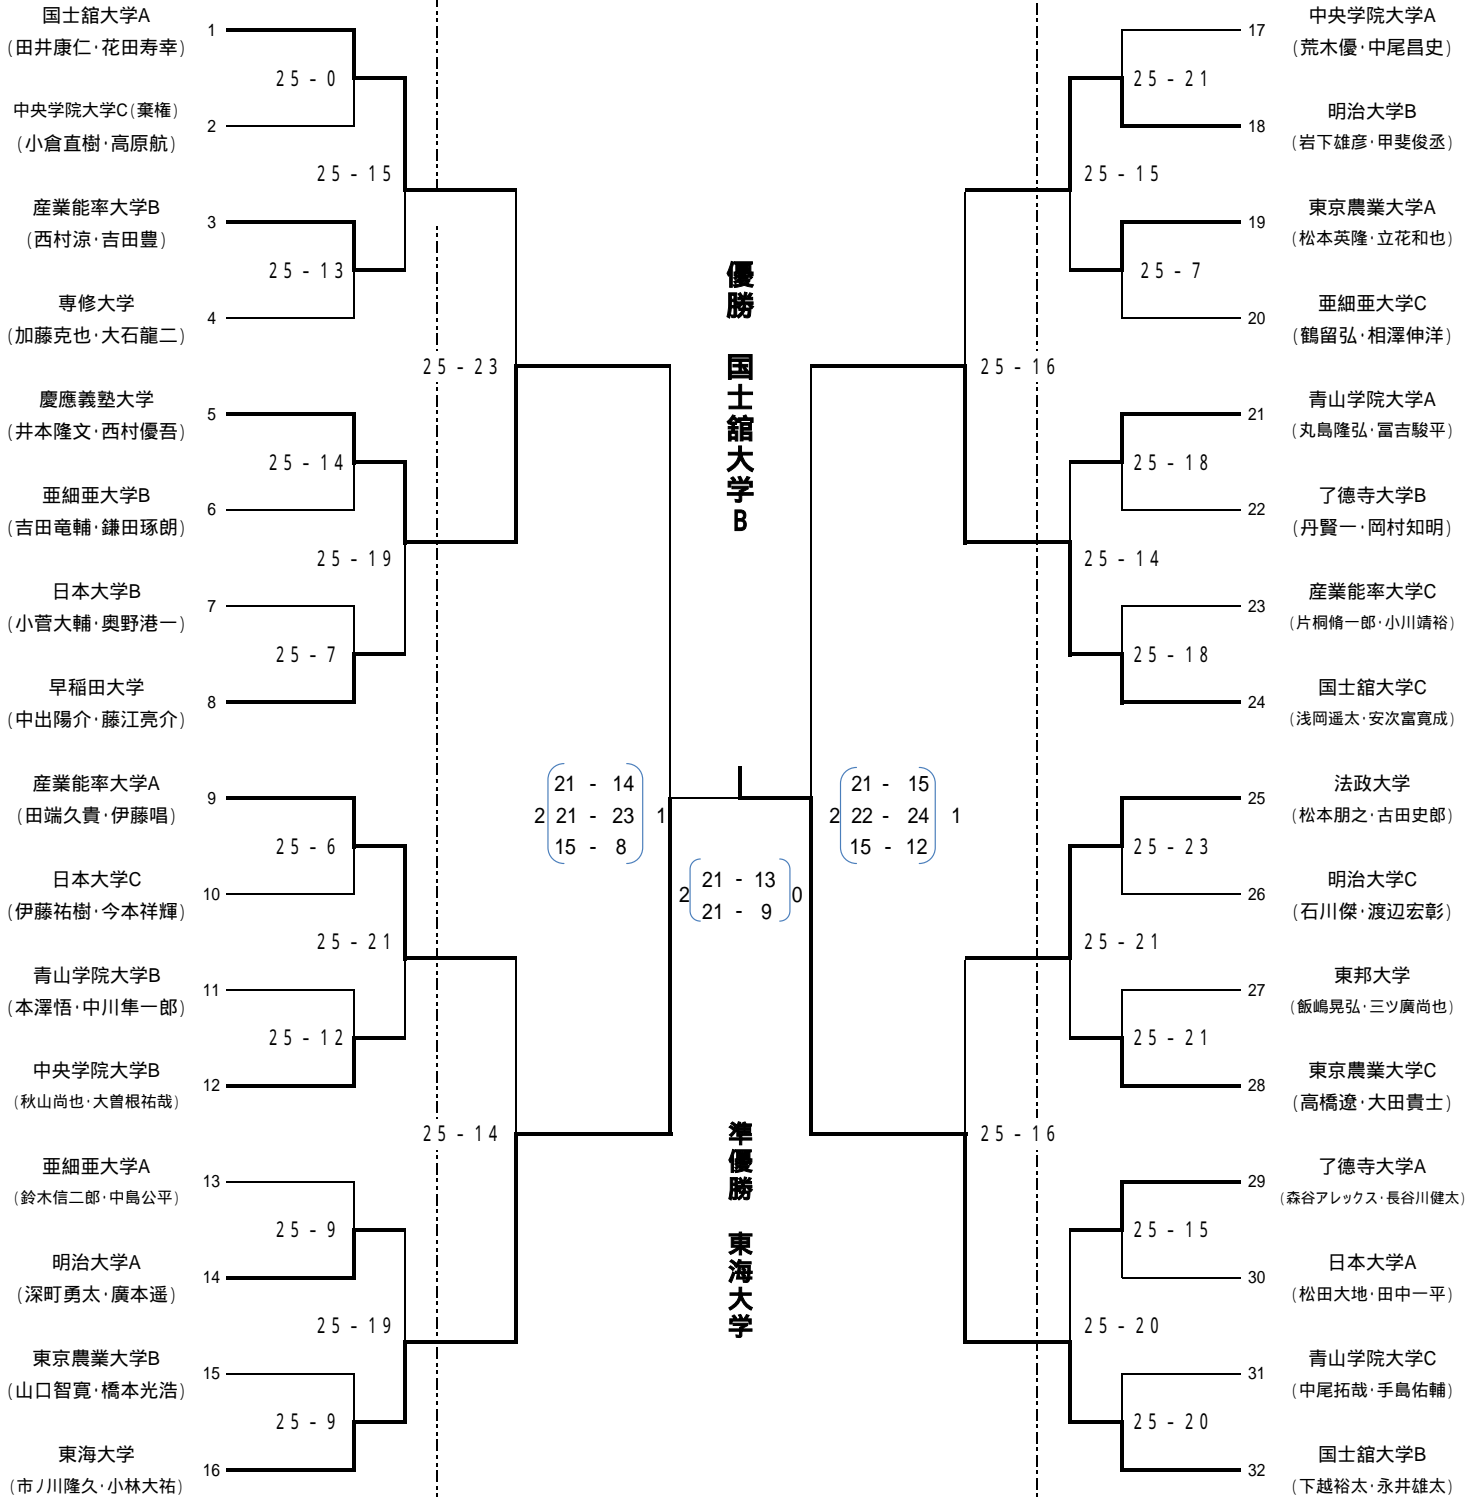 国士舘大学A
1
(田井康仁・花田寿幸)
25-0
中央学院大学C(棄権)
2
(小倉直樹・高原航)
25-15
産業能率大学B
3
(西村涼・吉田豊)
25-13
専修大学
4
(加藤克也・大石龍二)
25-23
慶應義塾大学
5
(井本隆文・西村優吾)
25-14
亜細亜大学B
6
(吉田竜輔・鎌田琢朗)
25-19
日本大学B
7
(小菅大輔・奥野港一)
25-7
早稲田大学
8
(中出陽介・藤江亮介)
産業能率大学A
9
(田端久貴・伊藤唱)
25-6
日本大学C
10
(伊藤祐樹・今本祥輝)
25-21
青山学院大学B
11
(本澤悟・中川隼一郎)
25-12
中央学院大学B
12
(秋山尚也・大曽根祐哉)
25-14
亜細亜大学A
13
(鈴木信二郎・中島公平)
25-9
明治大学A
14
(深町勇太・廣本遥)
25-19
東京農業大学B
15
(山口智寛・橋本光浩)
25-9
東海大学
16
(市ノ川隆久・小林大祐)
優勝 国士舘大学B
21 - 14
2 21 - 23 1
15 - 8
21 - 15
2 22 - 24 1
15 - 12
21 - 13
2 0
21 - 9
準優勝 東海大学
中央学院大学A
17
(荒木優・中尾昌史)
25-21
明治大学B
18
(岩下雄彦・甲斐俊丞)
25-15
東京農業大学A
19
(松本英隆・立花和也)
25-7
亜細亜大学C
20
(鶴留弘・相澤伸洋)
25-16
青山学院大学A
21
(丸島隆弘・冨吉駿平)
25-18
了德寺大学B
22
(丹賢一・岡村知明)
25-14
産業能率大学C
23
(片桐脩一郎・小川靖裕)
25-18
国士舘大学C
24
(浅岡遥太・安次富寛成)
法政大学
25
(松本朋之・古田史郎)
25-23
明治大学C
26
(石川傑・渡辺宏彰)
25-21
東邦大学
27
(飯嶋晃弘・三ツ廣尚也)
25-21
東京農業大学C
28
(高橋遼・大田貴士)
25-16
了德寺大学A
29
(森谷アレックス・長谷川健太)
25-15
日本大学A
30
(松田大地・田中一平)
25-20
青山学院大学C
31
(中尾拓哉・手島佑輔)
25-20
国士舘大学B
32
(下越裕太・永井雄太)